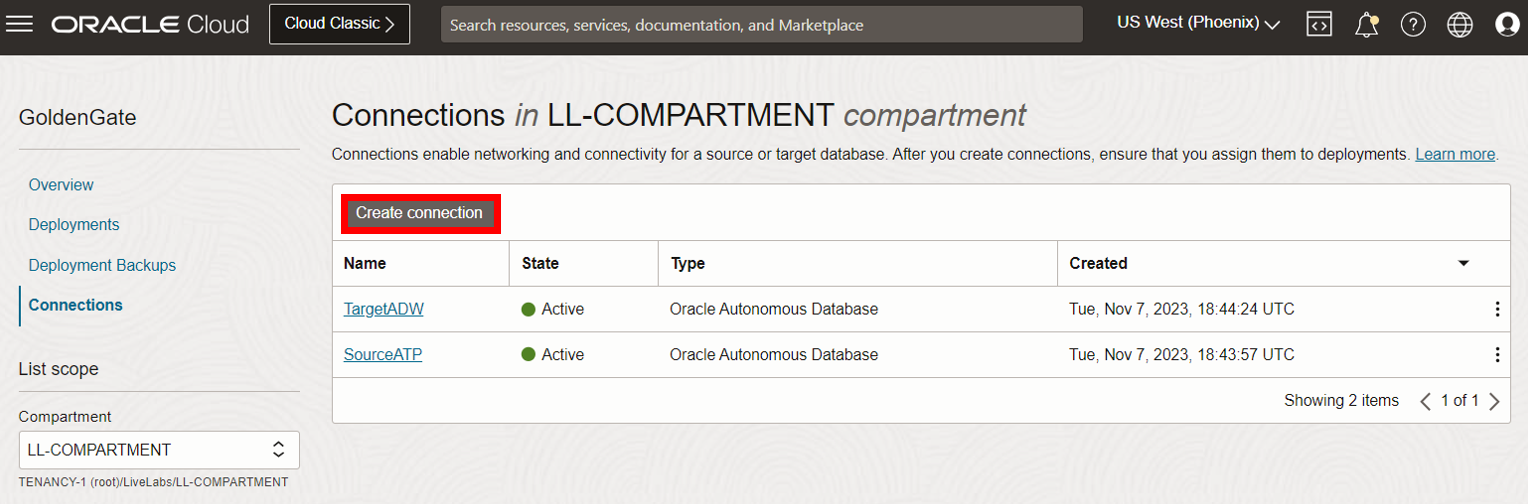 ORACLE Cloud
Cloud Classic
Search resources, services, documentation, and Marketplace
US West (Phoenix)
GoldenGate
Overview
Deployments
Deployment Backups
Connections
List scope
Compartment
LL-COMPARTMENT
TENANCY-1 (root)/LiveLabs/LL-COMPARTMENT
Connections in LL-COMPARTMENT compartment
Connections enable networking and connectivity for a source or target database. After you create connections, ensure that you assign them to deployments. Learn more.
Create connection
Name State Type Created
TargetADW Active Oracle Autonomous Database Tue, Nov 7, 2023, 18:44:24 UTC
SourceATP Active Oracle Autonomous Database Tue, Nov 7, 2023, 18:43:57 UTC
Showing 2 items 1 of 1